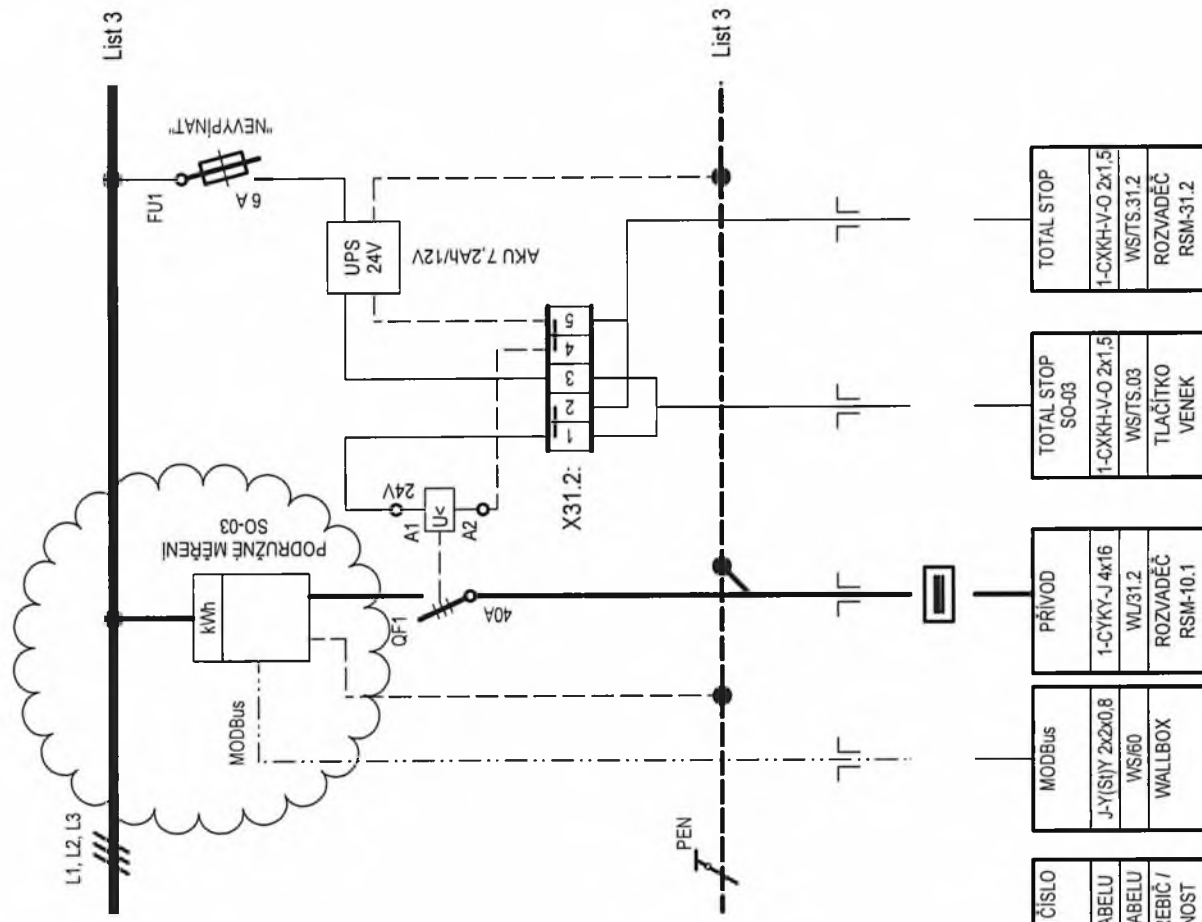 List 3
L1, L2, L3
"NEVYPÍNAT"
FU1
6 A
PODRUŽNÉ MĚŘENÍ
SO-03
kWh
MODBus
UPS
24V
AKU 7,2Ah/12V
24V
A1
U<
A2
QF1
40A
X31.2:
1
2
3
4
5
List 3
PEN
ČÍSLO
ABELU
ABELU
EBIČ /
NOST
MODBus
J-Y(St)Y 2x2x0,8
WS/60
WALLBOX
PŘÍVOD
1-CYKY-J 4x16
WL/31.2
ROZVADĚČ
RSM-10.1
TOTAL STOP
SO-03
1-CXKH-V-O 2x1,5
WS/TS.03
TLAČÍTKO
VENEK
TOTAL STOP
1-CXKH-V-O 2x1,5
WS/TS.31.2
ROZVADĚČ
RSM-31.2